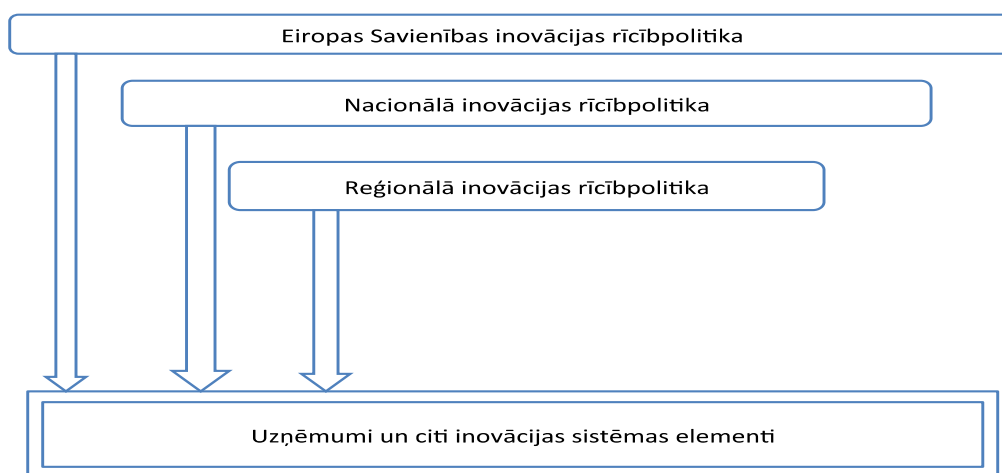 Eiropas Savienības inovācijas rīcībpolitika
Nacionālā inovācijas rīcībpolitika
Reģionālā inovācijas rīcībpolitika
Uzņēmumi un citi inovācijas sistēmas elementi